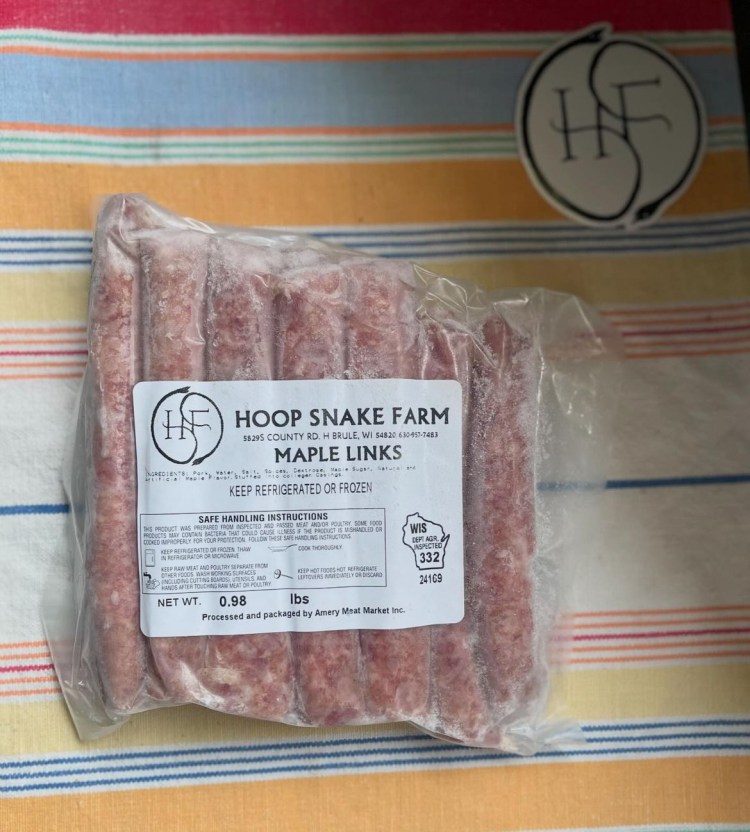 HSF
HSF
HOOP SNAKE FARM
5829S COUNTY RD. H BRULE, WI 54820 630-957-7483
MAPLE LINKS
INGREDIENTS: Pork, Water, Salt, Spices, Dextrose, Maple Sugar, Natural and
Artificial Maple Flavor. Stuffed into collagen casings.
KEEP REFRIGERATED OR FROZEN
SAFE HANDLING INSTRUCTIONS
THIS PRODUCT WAS PREPARED FROM INSPECTED AND PASSED MEAT AND/OR POULTRY. SOME FOOD
PRODUCTS MAY CONTAIN BACTERIA THAT COULD CAUSE ILLNESS IF THE PRODUCT IS MISHANDLED OR
COOKED IMPROPERLY. FOR YOUR PROTECTION, FOLLOW THESE SAFE HANDLING INSTRUCTIONS.
KEEP REFRIGERATED OR FROZEN. THAW
IN REFRIGERATOR OR MICROWAVE.
COOK THOROUGHLY.
KEEP RAW MEAT AND POULTRY SEPARATE FROM
OTHER FOODS. WASH WORKING SURFACES
(INCLUDING CUTTING BOARDS), UTENSILS, AND
HANDS AFTER TOUCHING RAW MEAT OR POULTRY.
KEEP HOT FOODS HOT. REFRIGERATE
LEFTOVERS IMMEDIATELY OR DISCARD.
WIS
DEPT AGR.
INSPECTED
332
24169
NET WT. 0.98 lbs
Processed and packaged by Amery Meat Market Inc.